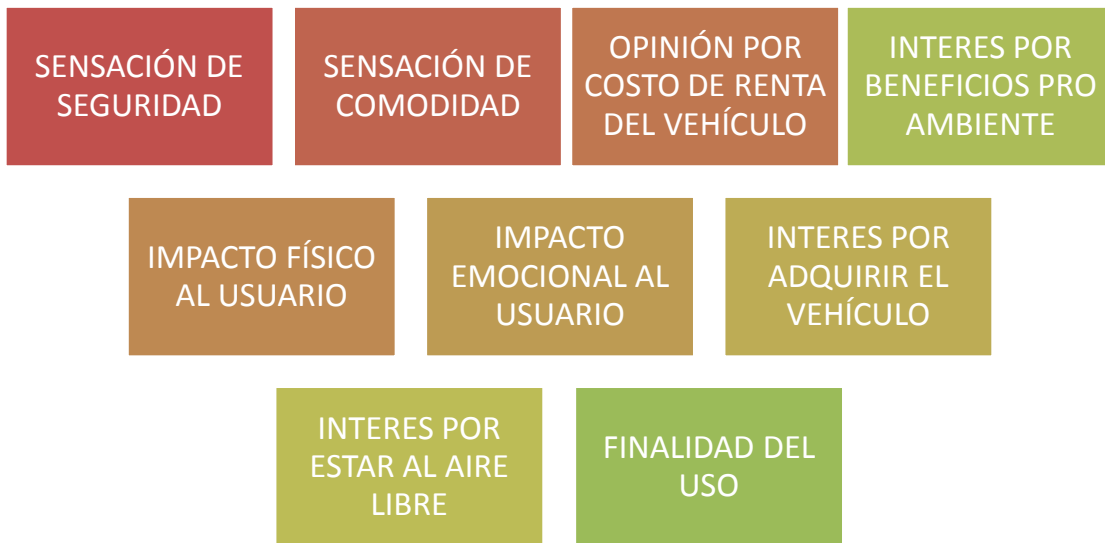 SENSACIÓN DE
SEGURIDAD
SENSACIÓN DE
COMODIDAD
OPINIÓN POR
COSTO DE RENTA
DEL VEHÍCULO
INTERES POR
BENEFICIOS PRO
AMBIENTE
IMPACTO FÍSICO
AL USUARIO
IMPACTO
EMOCIONAL AL
USUARIO
INTERES POR
ADQUIRIR EL
VEHÍCULO
INTERES POR
ESTAR AL AIRE
LIBRE
FINALIDAD DEL
USO